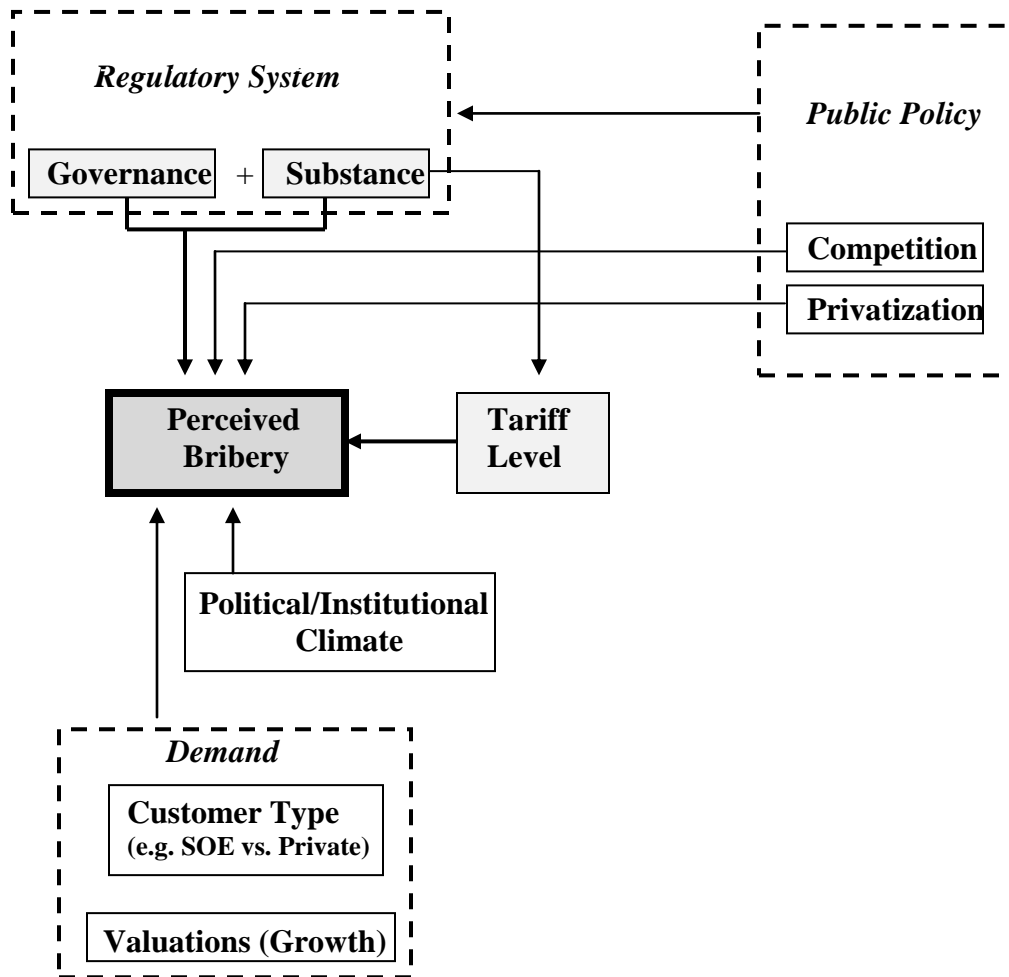 Regulatory System
Public Policy
Governance + Substance
Competition
Privatization
Perceived
Bribery
Tariff
Level
Political/Institutional
Climate
Demand
Customer Type
(e.g. SOE vs. Private)
Valuations (Growth)